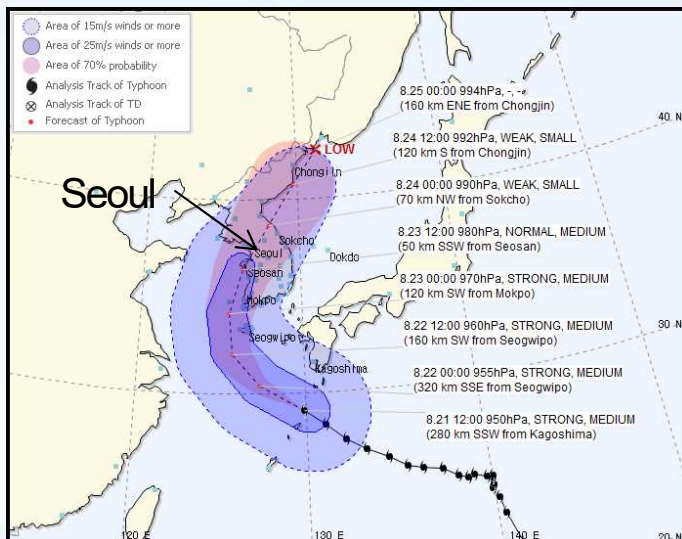 Area of 15m/s winds or more
Area of 25m/s winds or more
Area of 70% probability
Analysis Track of Typhoon
Analysis Track of TD
Forecast of Typhoon
8.25 00:00 994hPa, -, -
(160 km ENE from Chongjin)
40 N
LOW
8.24 12:00 992hPa, WEAK, SMALL
(120 km S from Chongjin)
Chongjin
Seoul
8.24 00:00 990hPa, WEAK, SMALL
(70 km NW from Sokcho)
Sokcho
8.23 12:00 980hPa, NORMAL, MEDIUM
(50 km SSW from Seosan)
Seoul
Dokdo
Seosan
8.23 00:00 970hPa, STRONG, MEDIUM
(120 km SW from Mokpo)
Mokpo
30 N
8.22 12:00 960hPa, STRONG, MEDIUM
(160 km SW from Seogwipo)
Seogwipo
Kagoshima
8.22 00:00 955hPa, STRONG, MEDIUM
(320 km SSE from Seogwipo)
8.21 12:00 950hPa, STRONG, MEDIUM
(280 km SSW from Kagoshima)
120 E
130 E
140 E
20 N